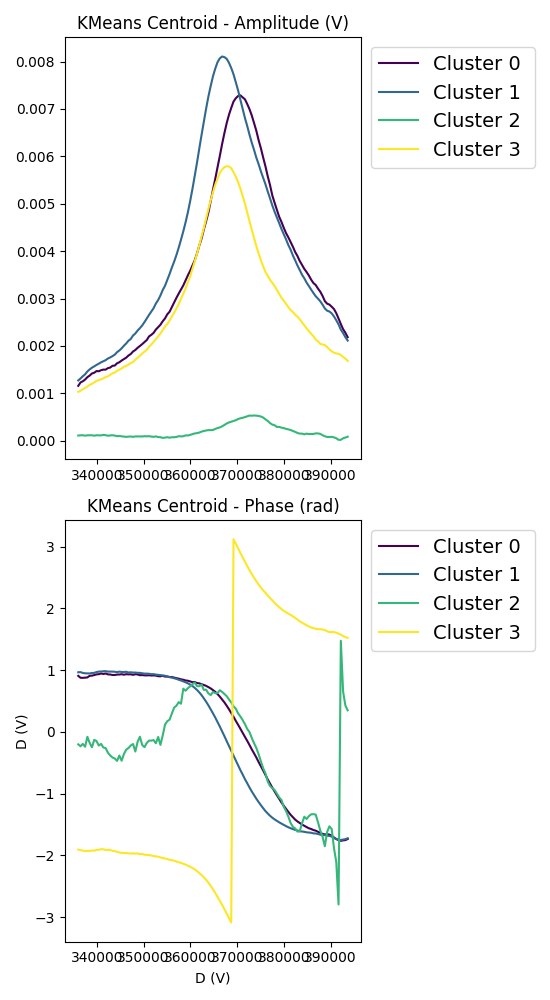 KMeans Centroid - Amplitude (V)
0.008
0.007
0.006
0.005
0.004
0.003
0.002
0.001
0.000
340000 350000 360000 370000 380000 390000
Cluster 0
Cluster 1
Cluster 2
Cluster 3
KMeans Centroid - Phase (rad)
3
2
1
0
−1
−2
−3
D (V)
340000 350000 360000 370000 380000 390000
D (V)
Cluster 0
Cluster 1
Cluster 2
Cluster 3